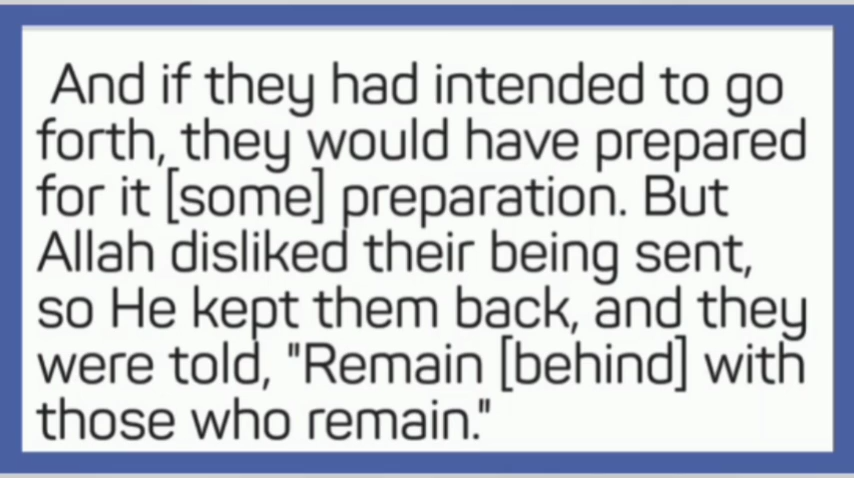 And if they had intended to go
forth, they would have prepared
for it [some] preparation. But
Allah disliked their being sent,
so He kept them back, and they
were told, "Remain [behind] with
those who remain."